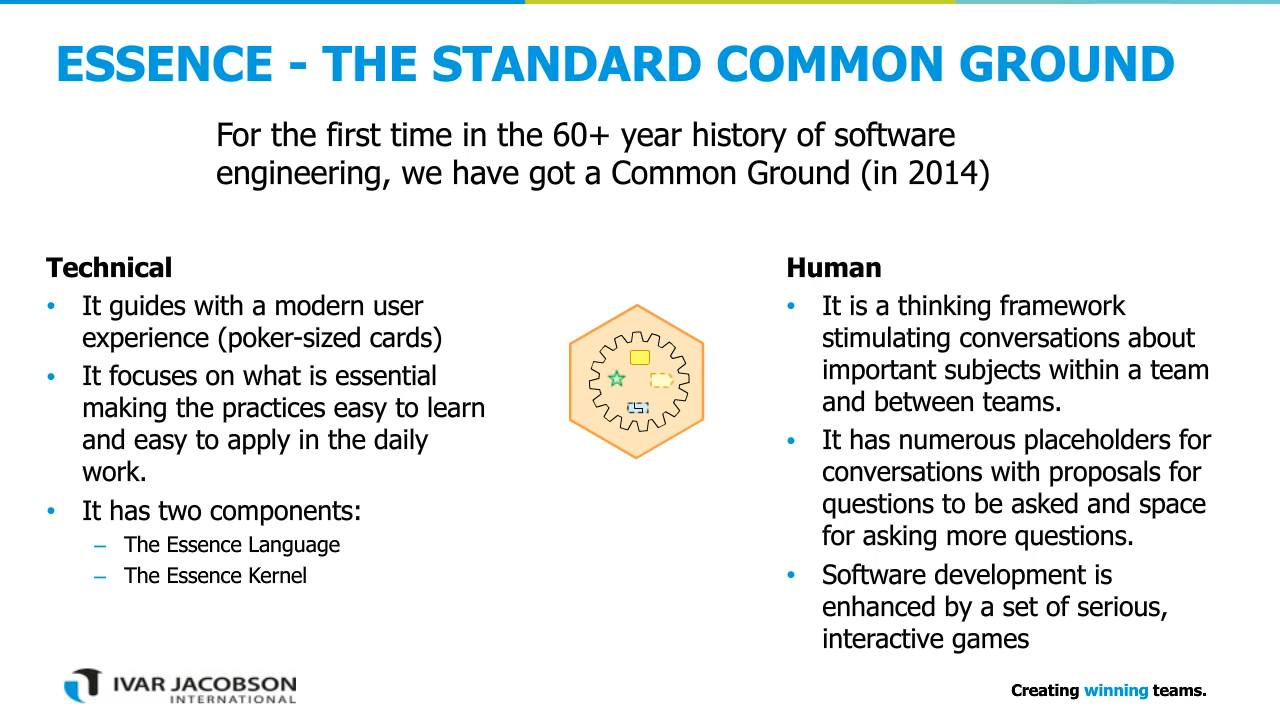 ESSENCE - THE STANDARD COMMON GROUND
For the first time in the 60+ year history of software
engineering, we have got a Common Ground (in 2014)
Technical
• It guides with a modern user
experience (poker-sized cards)
• It focuses on what is essential
making the practices easy to learn
and easy to apply in the daily
work.
• It has two components:
– The Essence Language
– The Essence Kernel
Human
• It is a thinking framework
stimulating conversations about
important subjects within a team
and between teams.
• It has numerous placeholders for
conversations with proposals for
questions to be asked and space
for asking more questions.
• Software development is
enhanced by a set of serious,
interactive games
IVAR JACOBSON
INTERNATIONAL
Creating winning teams.